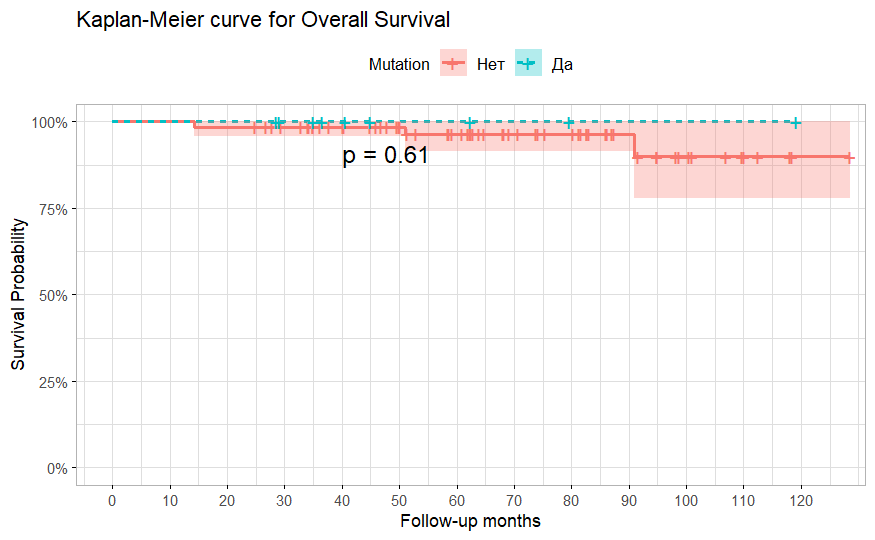 Kaplan-Meier curve for Overall Survival
Mutation Нет Да
100%
75%
50%
25%
0%
Survival Probability
p = 0.61
0 10 20 30 40 50 60 70 80 90 100 110 120
Follow-up months